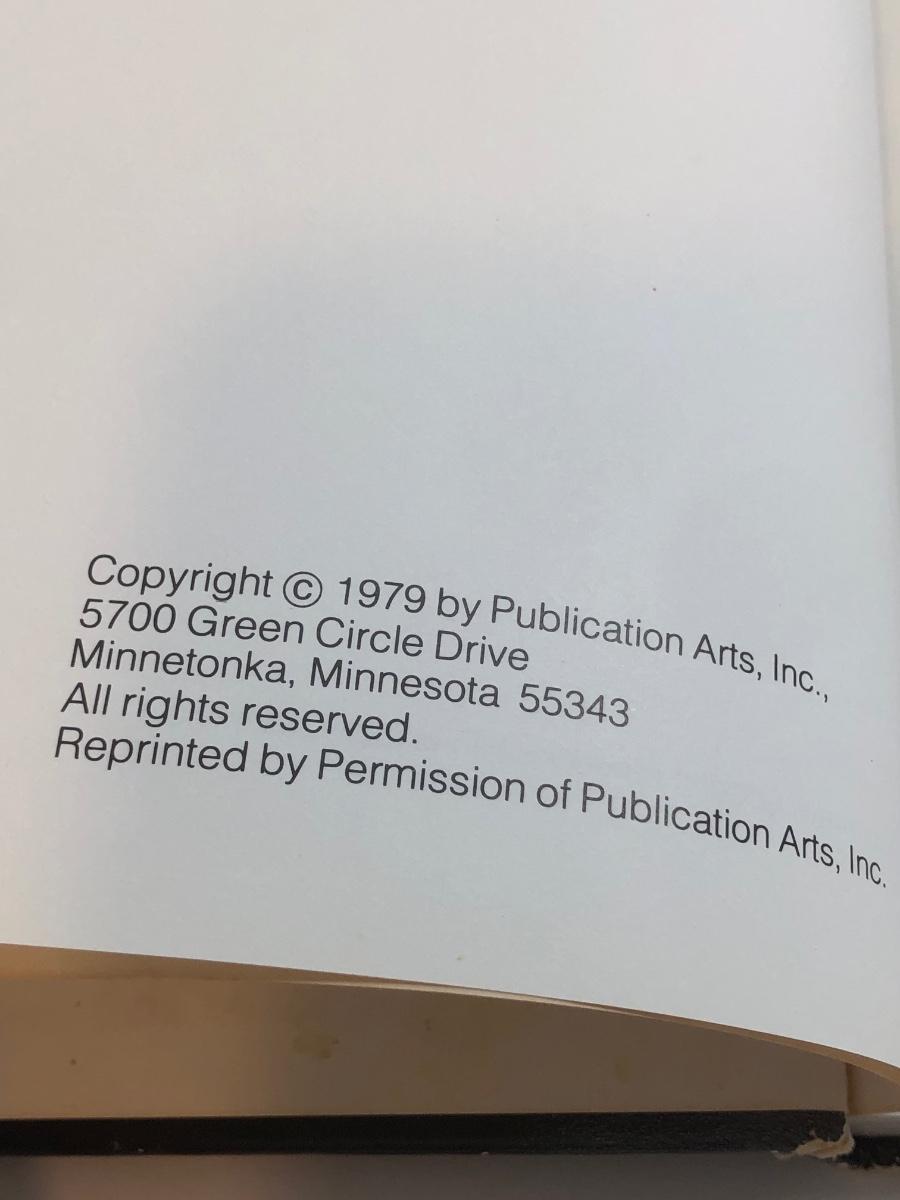 Copyright © 1979 by Publication Arts, Inc.,
5700 Green Circle Drive
Minnetonka, Minnesota 55343
All rights reserved.
Reprinted by Permission of Publication Arts, Inc.